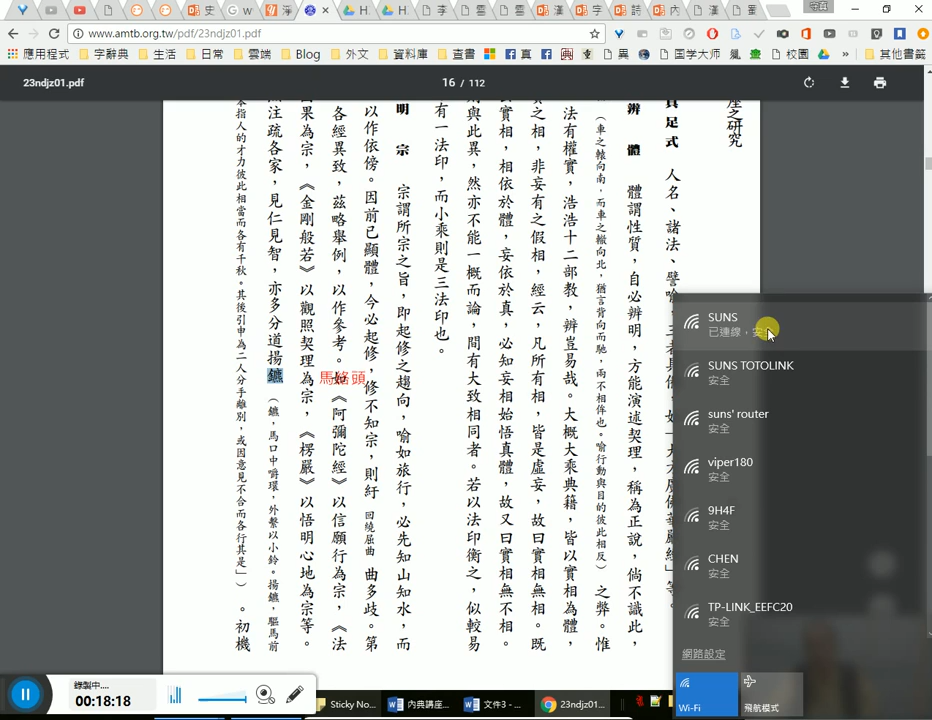 史
G w
淨
H.
H.
李
雲
雲
漢
字
詩
內
漢
www.amtb.org.tw/pdf/23ndjz01.pdf
應用程式 字辭典 生活 日常 雲端 Blog 外文 資料庫 查書 真 異 国学大师 校園 » 其他書籤
23ndjz01.pdf
16 / 112
座之研究
具足式 人名、諸法、譬喻
辨體 體謂性質，自必辨明，方能演述契理，稱為正說，倘不識此，
（車之轅向南，而車之轍向北，猶言背向而馳，兩不相侔也。喻行動與目的彼此相反）之弊。惟
法有權實，浩浩十二部教，辨豈易哉。大概大乘典籍，皆以實相為體，
之相，非妄有之假相，經云，凡所有相，皆是虛妄，故曰實相無相。既
實相，相依於體，妄依於真，必知妄相始悟真體，故又曰實相無不相。
與此異，然亦不能一概而論，間有大致相同者。若以法印衡之，似較易
有一法印，而小乘則是三法印也。
明宗 宗謂所宗之旨，即起修之趨向，喻如旅行，必先知山知水，而
以作依傍。因前已顯體，今必起修，修不知宗，則紆 回繞屈曲 曲多歧。第
各經異致，茲略舉例，以作參考。如《阿彌陀經》以信願行為宗，《法
果為宗，《金剛般若》以觀照契理為宗，《楞嚴》以悟明心地為宗等。
注疏各家，見仁見智，亦多分道揚鑣（鑣，馬口中嚼環，外繫以小鈴。揚鑣，驅馬前
指人的才力彼此相當而各有千秋。其後引申為二人分手離別，或因意見不合而各行其是）。初機
馬絡頭
SUNS
已連線，安全
SUNS TOTOLINK
安全
suns' router
安全
viper180
安全
9H4F
安全
CHEN
安全
TP-LINK_EEFC20
安全
網路設定
Wi-Fi
飛航模式
錄製中...
00:18:18
Sticky No...
內典講座...
文件3 - ...
23ndjz01...